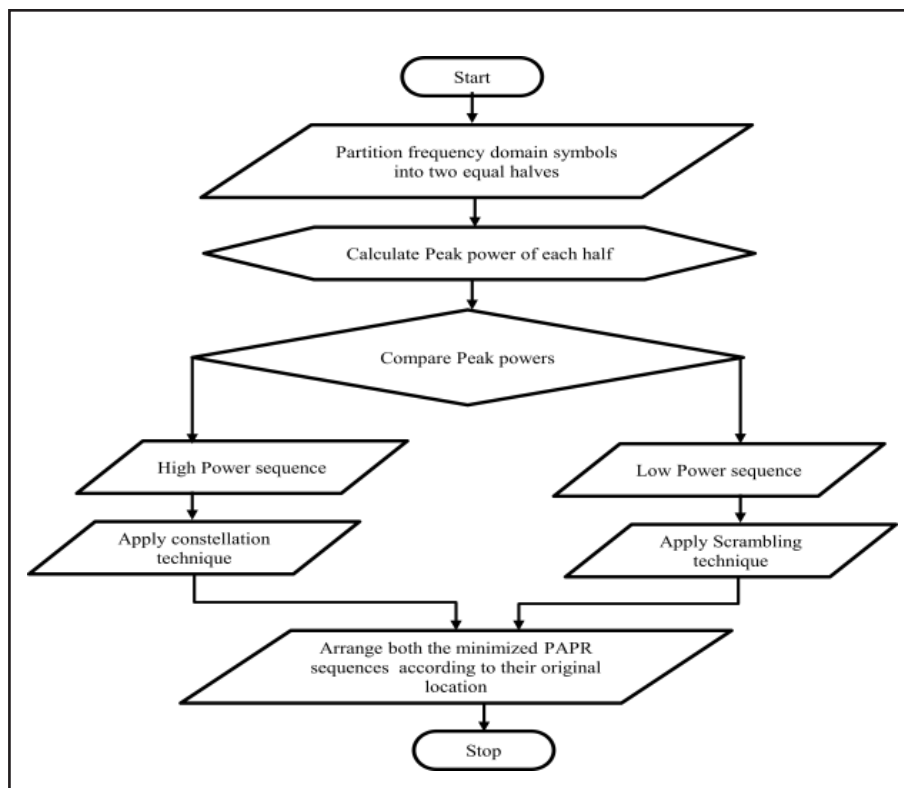 Start
Partition frequency domain symbols
into two equal halves
Calculate Peak power of each half
Compare Peak powers
High Power sequence
Low Power sequence
Apply constellation
technique
Apply Scrambling
technique
Arrange both the minimized PAPR
sequences according to their original
location
Stop